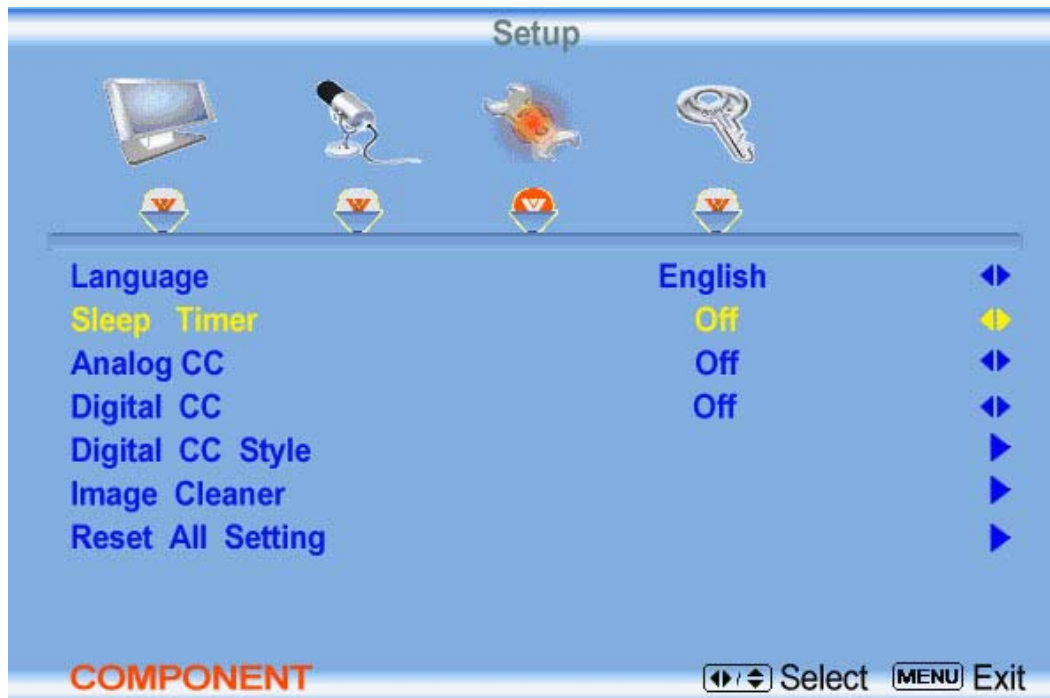 Setup
Language English
Sleep Timer Off
Analog CC Off
Digital CC Off
Digital CC Style
Image Cleaner
Reset All Setting
COMPONENT Select MENU Exit